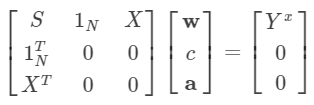 [ S 1_N X ] [ w ] = [ Y^x ]
[ 1_N^T 0 0 ] [ c ] [ 0 ]
[ X^T 0 0 ] [ a ] [ 0 ]